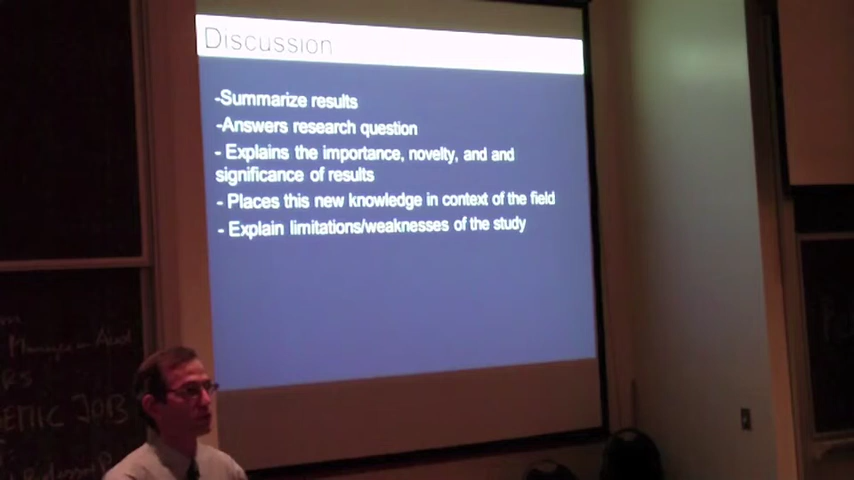 Discussion
-Summarize results
-Answers research question
- Explains the importance, novelty, and and
significance of results
- Places this new knowledge in context of the field
- Explain limitations/weaknesses of the study
JOB